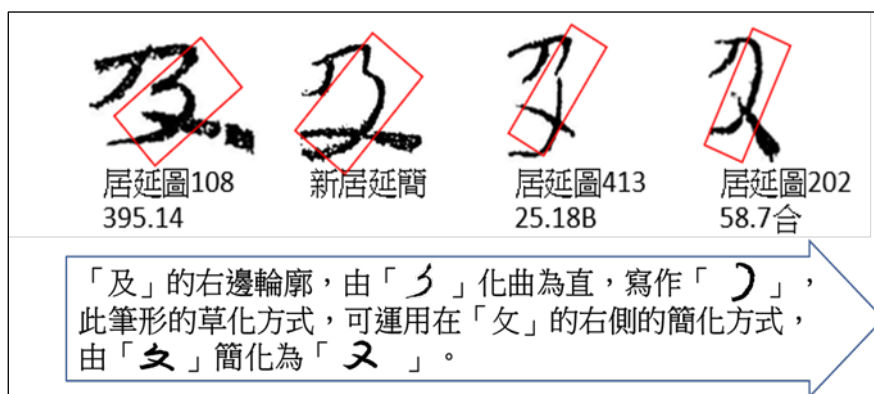 居延圖108
395.14
新居延簡
居延圖413
25.18B
居延圖202
58.7合
「及」的右邊輪廓，由「」化曲為直，寫作「」，
此筆形的草化方式，可運用在「攵」的右側的簡化方式，
由「攵」簡化為「又」。